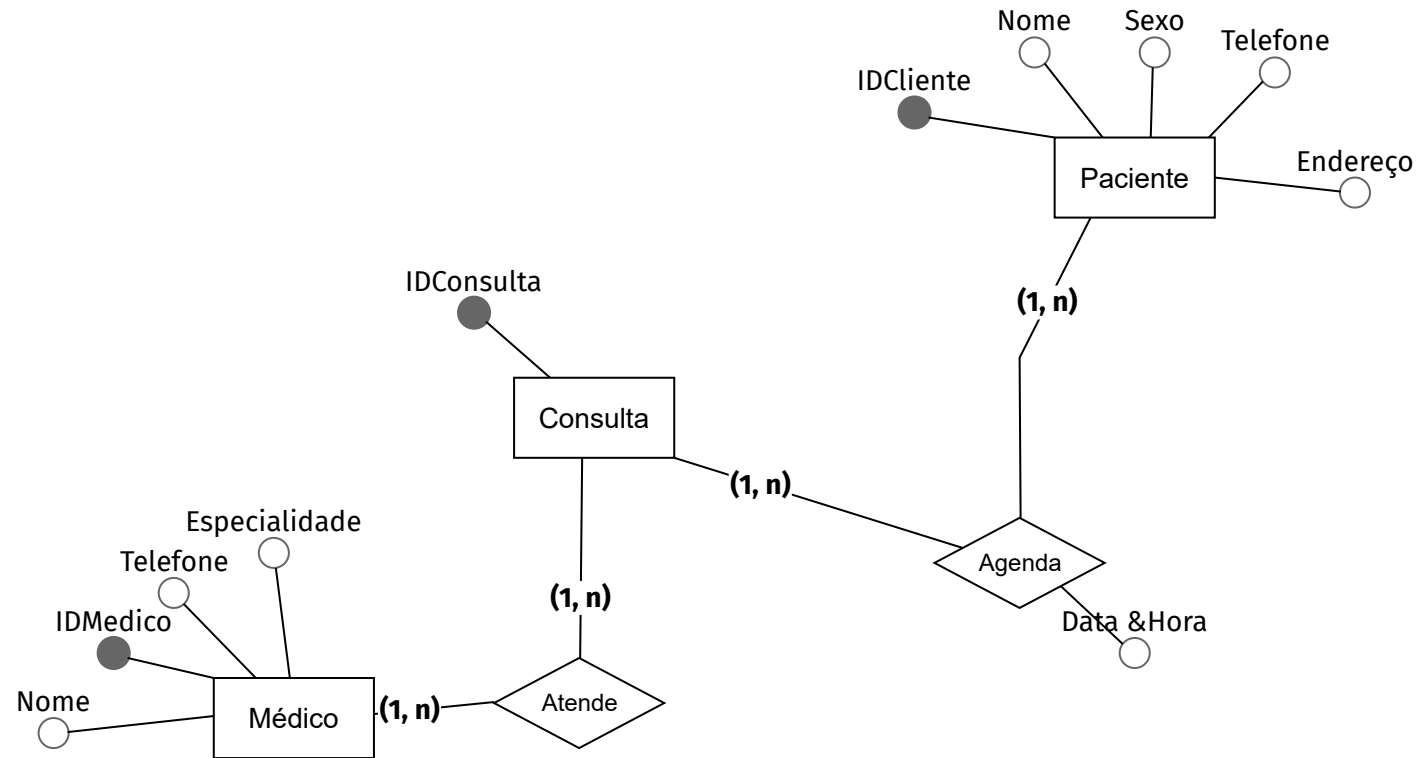 Nome
Sexo
Telefone
IDCliente
Endereço
Paciente
IDConsulta
(1, n)
Consulta
(1, n)
Especialidade
Telefone
Agenda
(1, n)
IDMedico
Data &Hora
Nome
Médico
(1, n)
Atende